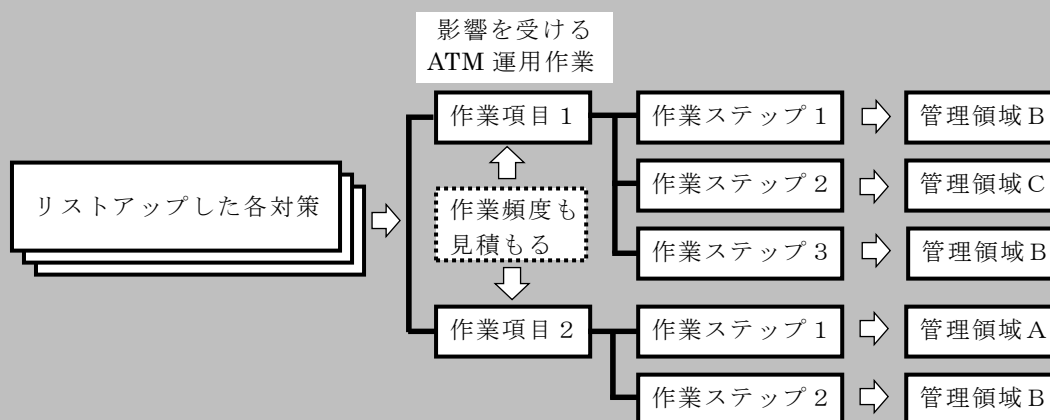 影響を受ける
ATM 運用作業
作業項目1
作業ステップ1
管理領域B
作業ステップ2
管理領域C
リストアップした各対策
作業頻度も
見積もる
作業ステップ3
管理領域B
作業項目2
作業ステップ1
管理領域A
作業ステップ2
管理領域B